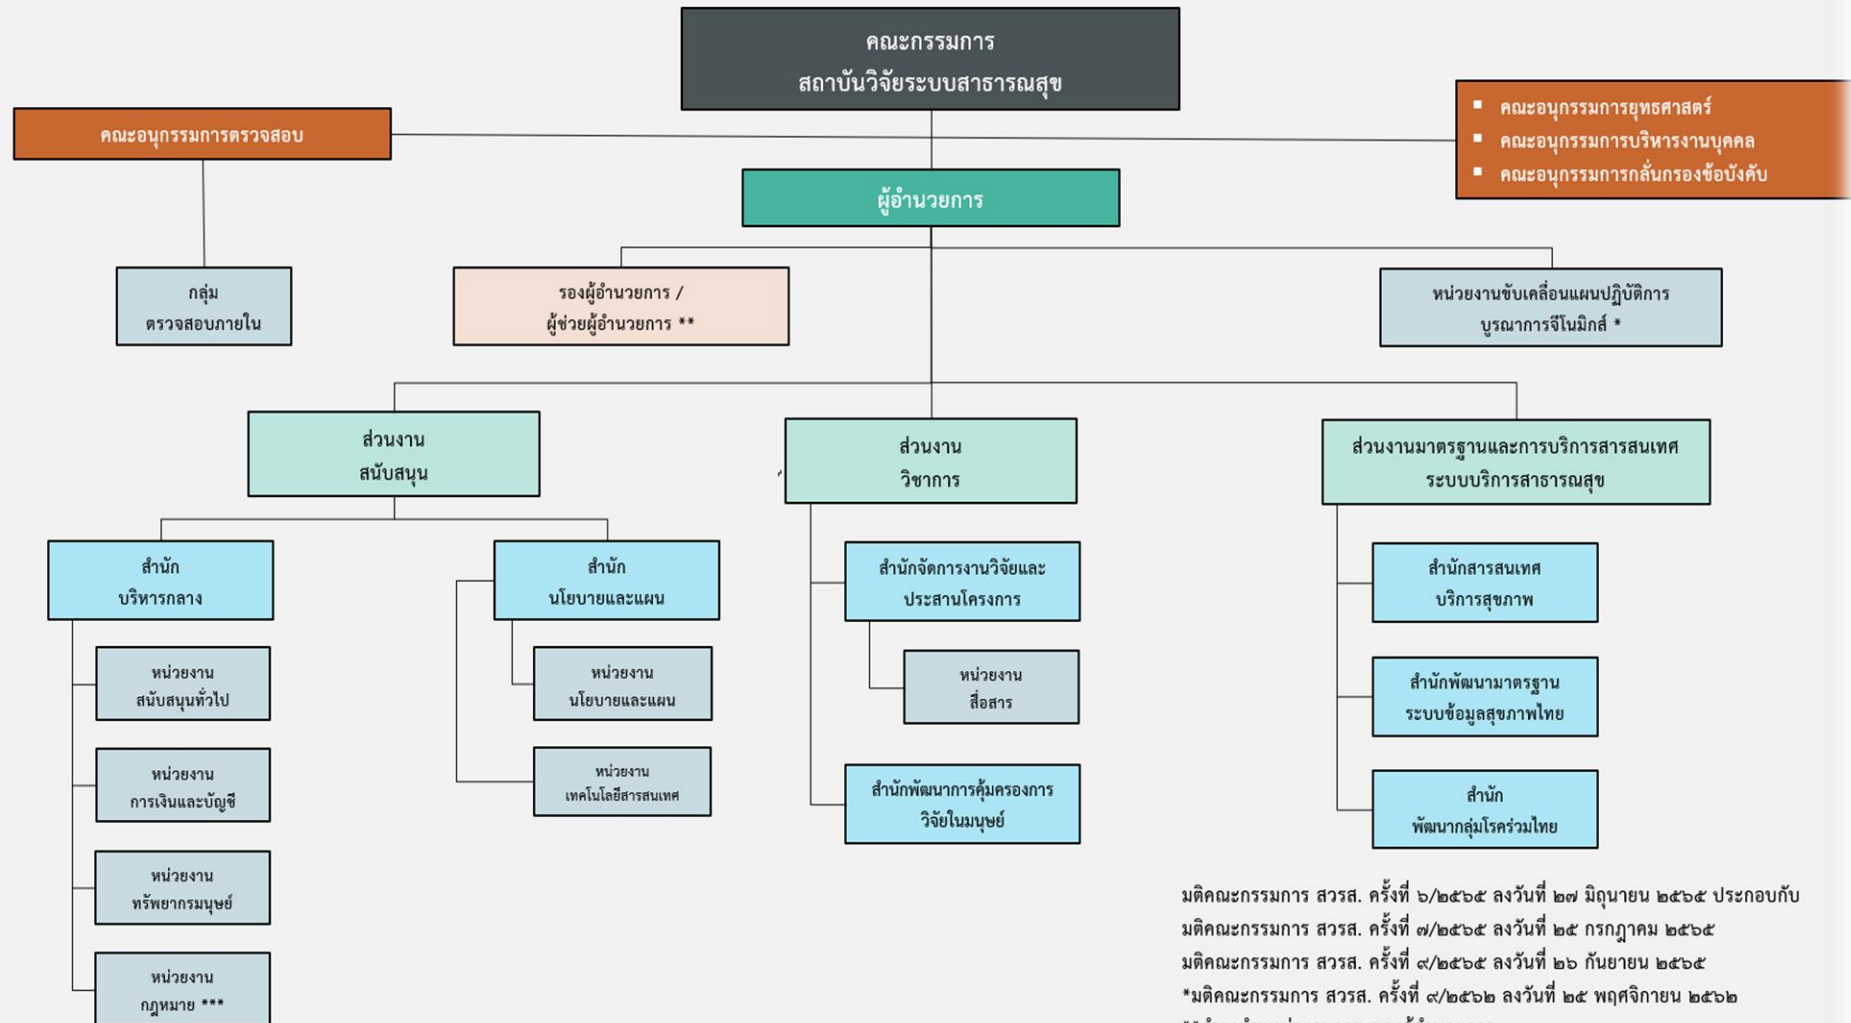 คณะกรรมการ
สถาบันวิจัยระบบสาธารณสุข
คณะอนุกรรมการตรวจสอบ
▪ คณะอนุกรรมการยุทธศาสตร์
▪ คณะอนุกรรมการบริหารงานบุคคล
▪ คณะอนุกรรมการกลั่นกรองข้อบังคับ
ผู้อำนวยการ
กลุ่ม
ตรวจสอบภายใน
รองผู้อำนวยการ /
ผู้ช่วยผู้อำนวยการ **
หน่วยงานขับเคลื่อนแผนปฏิบัติการ
บูรณาการจีโนมิกส์ *
ส่วนงาน
สนับสนุน
ส่วนงาน
วิชาการ
ส่วนงานมาตรฐานและการบริการสารสนเทศ
ระบบบริการสาธารณสุข
สำนัก
บริหารกลาง
หน่วยงาน
สนับสนุนทั่วไป
หน่วยงาน
การเงินและบัญชี
หน่วยงาน
ทรัพยากรมนุษย์
หน่วยงาน
กฎหมาย ***
สำนัก
นโยบายและแผน
หน่วยงาน
นโยบายและแผน
หน่วยงาน
เทคโนโลยีสารสนเทศ
สำนักจัดการงานวิจัยและ
ประสานโครงการ
หน่วยงาน
สื่อสาร
สำนักพัฒนาการคุ้มครองการ
วิจัยในมนุษย์
สำนักสารสนเทศ
บริการสุขภาพ
สำนักพัฒนามาตรฐาน
ระบบข้อมูลสุขภาพไทย
สำนัก
พัฒนากลุ่มโรคร่วมไทย
มติคณะกรรมการ สวรส. ครั้งที่ ๖/๒๕๖๕ ลงวันที่ ๒๗ มิถุนายน ๒๕๖๕ ประกอบกับ
มติคณะกรรมการ สวรส. ครั้งที่ ๗/๒๕๖๕ ลงวันที่ ๒๕ กรกฎาคม ๒๕๖๕
มติคณะกรรมการ สวรส. ครั้งที่ ๙/๒๕๖๕ ลงวันที่ ๒๖ กันยายน ๒๕๖๕
*มติคณะกรรมการ สวรส. ครั้งที่ ๙/๒๕๖๒ ลงวันที่ ๒๕ พฤศจิกายน ๒๕๖๒